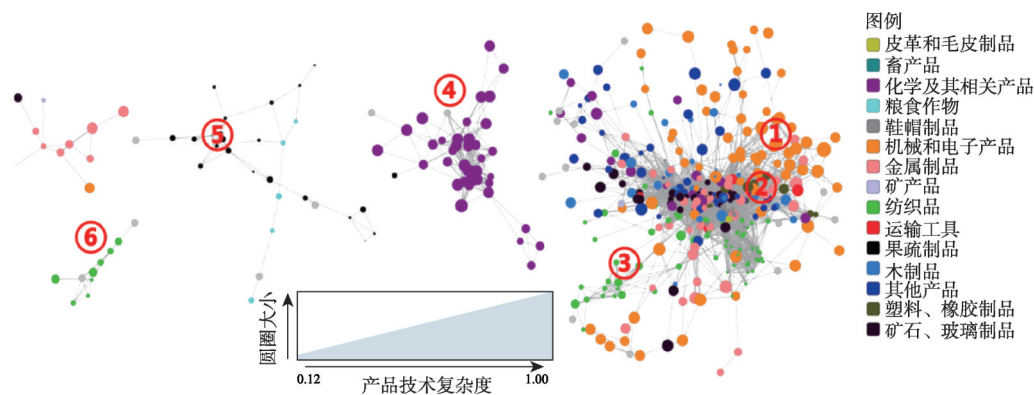 图例
皮革和毛皮制品
畜产品
化学及其相关产品
粮食作物
鞋帽制品
机械和电子产品
金属制品
矿产品
纺织品
运输工具
果疏制品
木制品
其他产品
塑料、橡胶制品
矿石、玻璃制品
1
2
3
4
5
6
圆圈大小
0.12
产品技术复杂度
1.00